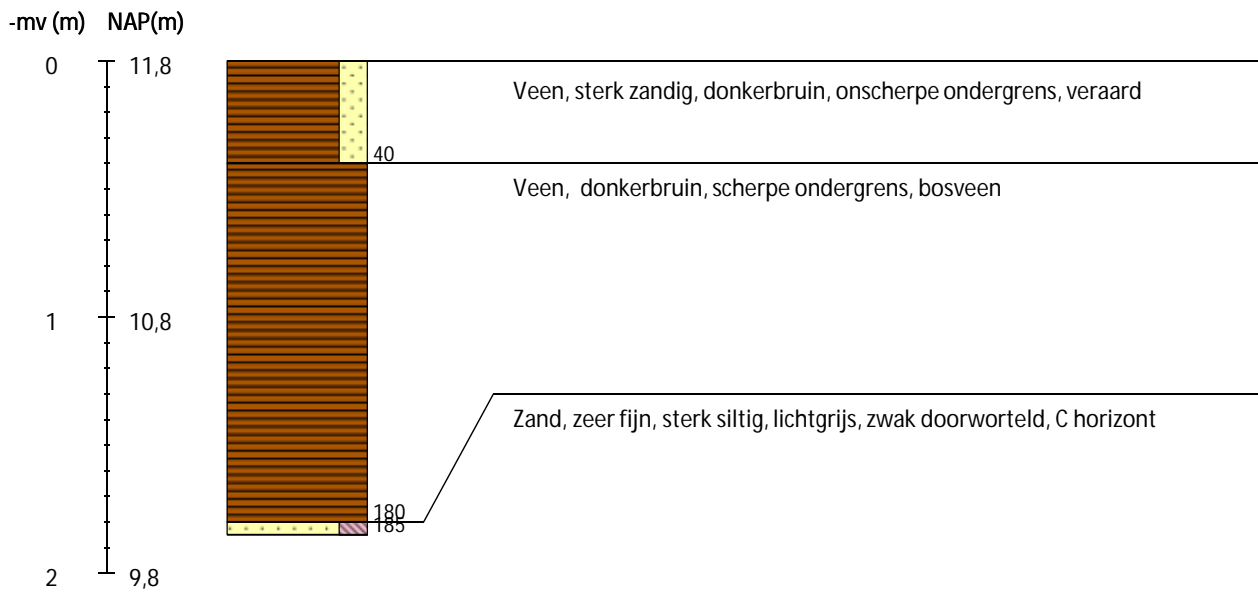 -mv (m) NAP(m)
0 11,8
Veen, sterk zandig, donkerbruin, onscherpe ondergrens, veraard
40
Veen, donkerbruin, scherpe ondergrens, bosveen
1 10,8
Zand, zeer fijn, sterk siltig, lichtgrijs, zwak doorworteld, C horizont
180
185
2 9,8